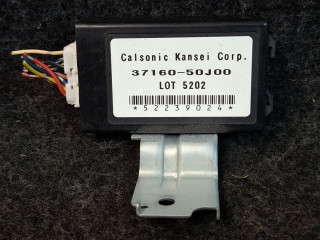 Calsonic Kansei Corp.
37160-50J00
LOT 5202
*52239024*